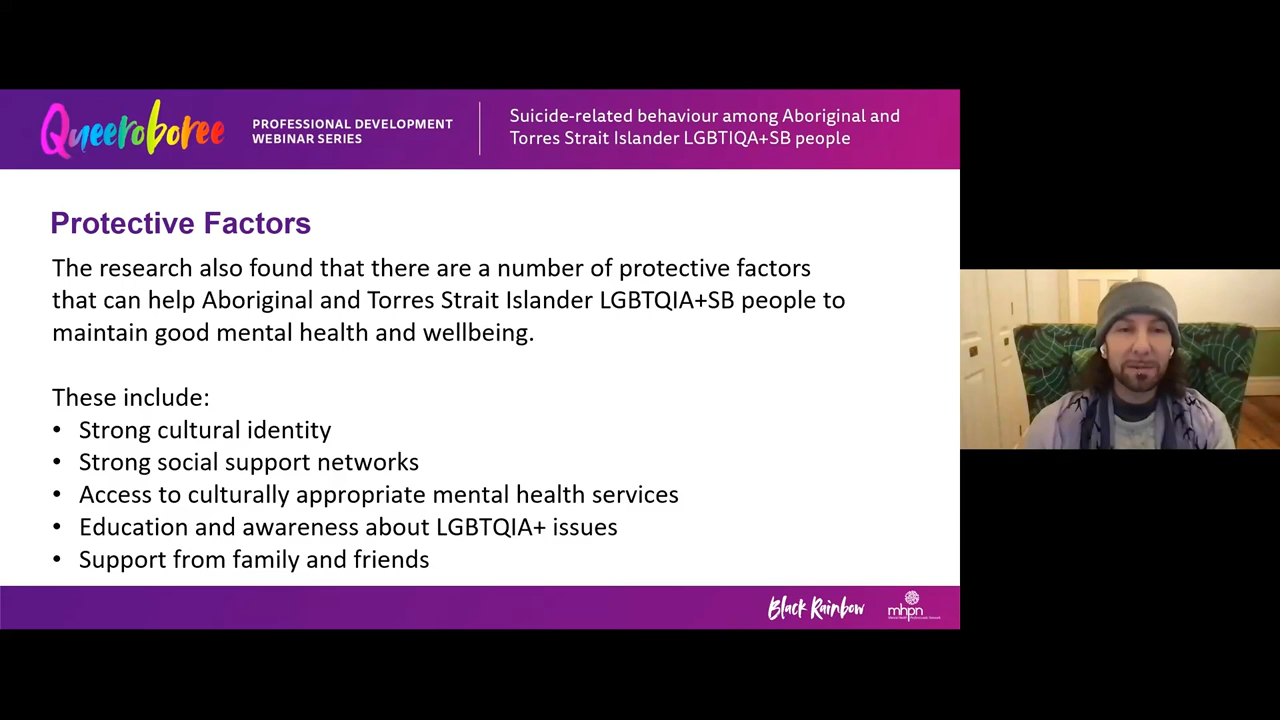 Queeroboree
PROFESSIONAL DEVELOPMENT
WEBINAR SERIES
Suicide-related behaviour among Aboriginal and
Torres Strait Islander LGBTIQA+SB people
Protective Factors
The research also found that there are a number of protective factors
that can help Aboriginal and Torres Strait Islander LGBTQIA+SB people to
maintain good mental health and wellbeing.
These include:
• Strong cultural identity
• Strong social support networks
• Access to culturally appropriate mental health services
• Education and awareness about LGBTQIA+ issues
• Support from family and friends
Black Rainbow
mhpn
Mental Health Professionals' Network